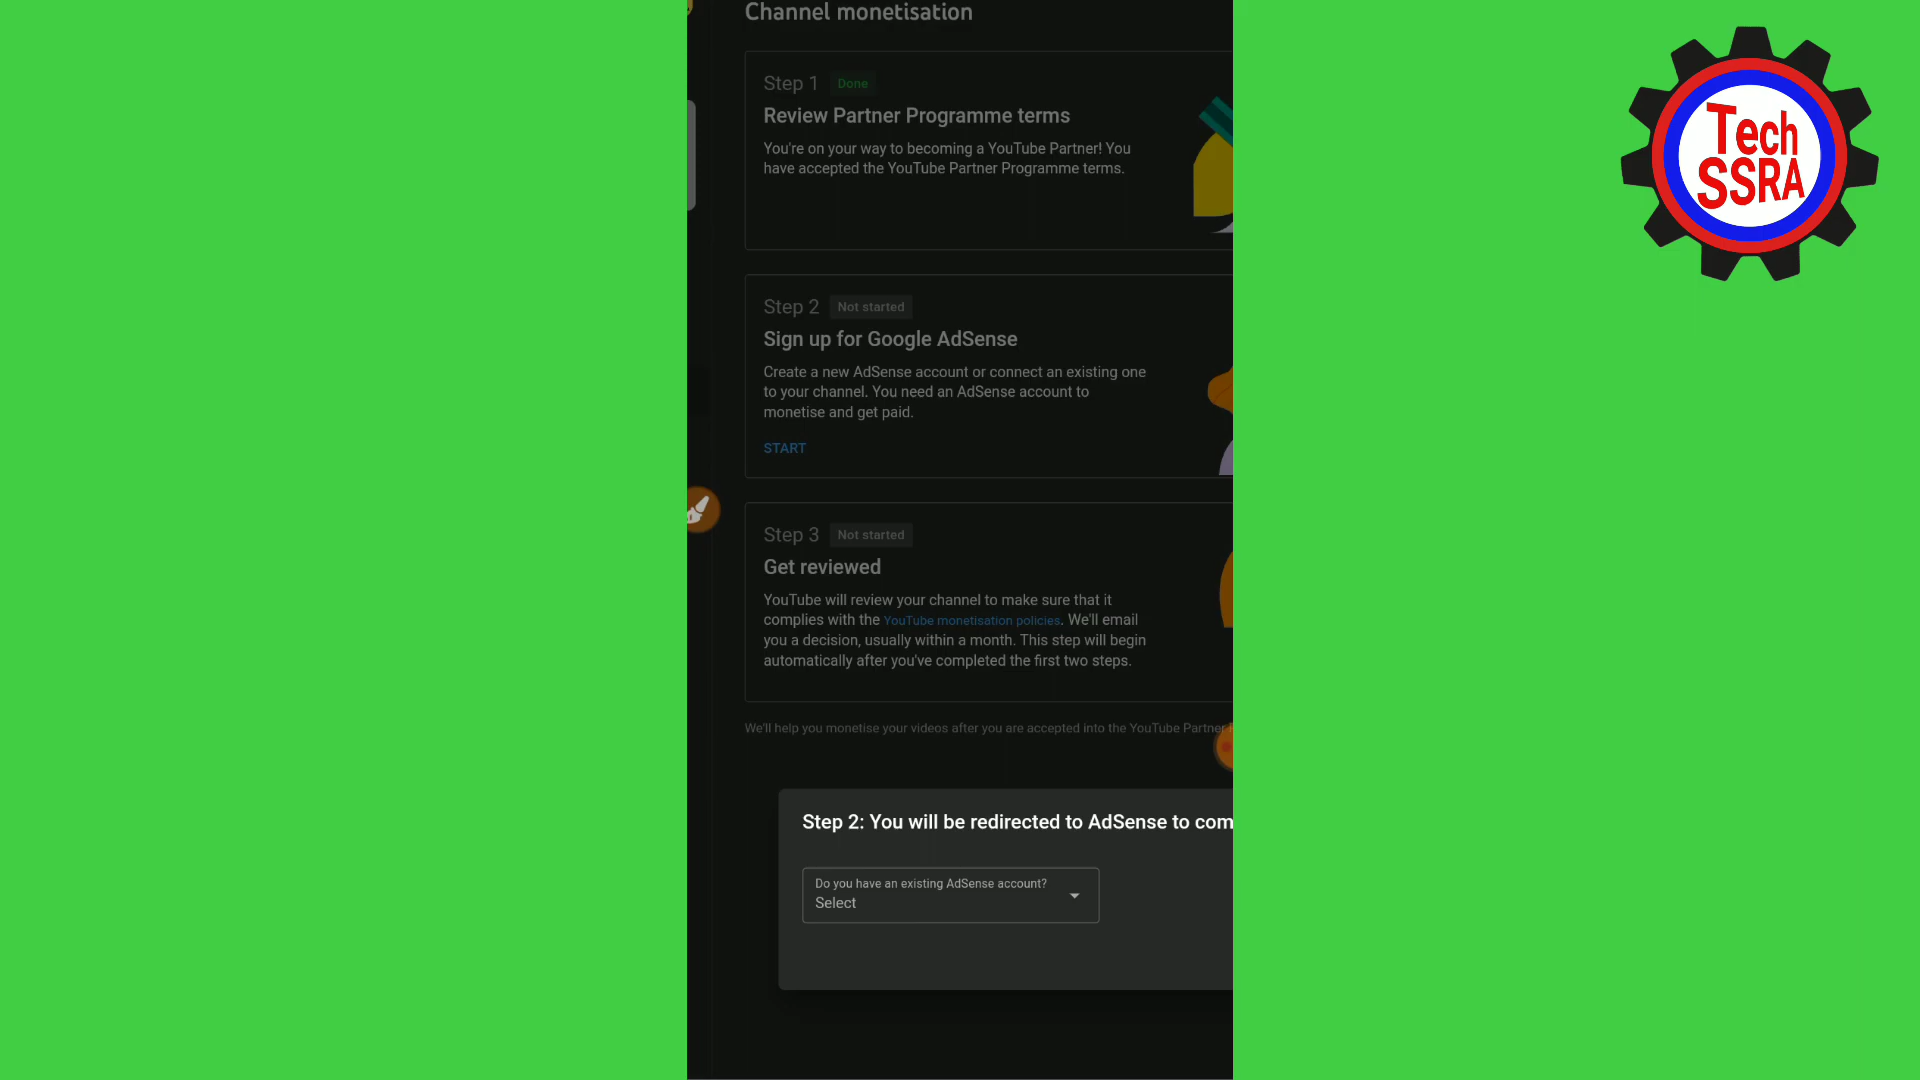 Channel monetisation
Step 1 Done
Review Partner Programme terms
You're on your way to becoming a YouTube Partner! You
have accepted the YouTube Partner Programme terms.
Step 2 Not started
Sign up for Google AdSense
Create a new AdSense account or connect an existing one
to your channel. You need an AdSense account to
monetise and get paid.
START
Step 3 Not started
Get reviewed
YouTube will review your channel to make sure that it
complies with the YouTube monetisation policies. We'll email
you a decision, usually within a month. This step will begin
automatically after you've completed the first two steps.
We'll help you monetise your videos after you are accepted into the YouTube Partner
Step 2: You will be redirected to AdSense to com
Do you have an existing AdSense account?
Select
Tech
SSRA